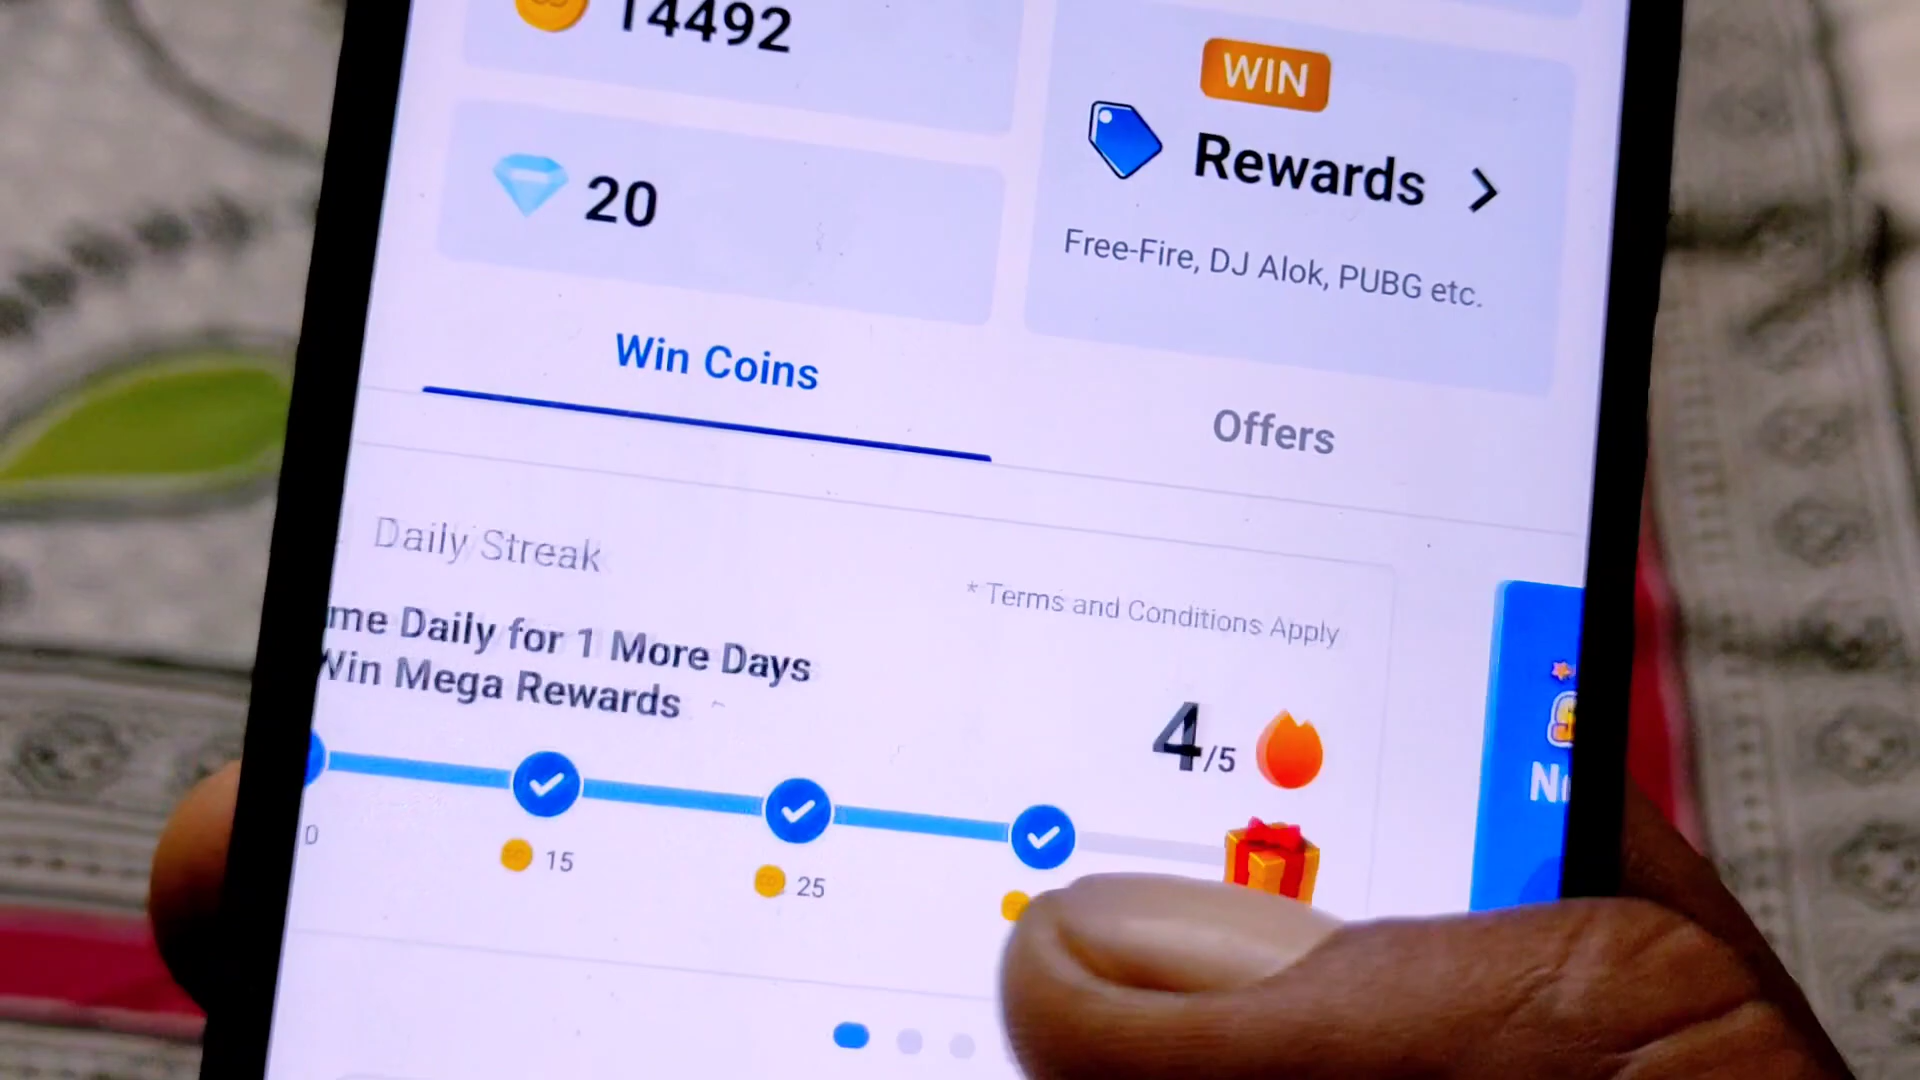 14492
WIN
Rewards
20
Free-Fire, DJ Alok, PUBG etc.
Win Coins
Offers
Daily Streak
* Terms and Conditions Apply
me Daily for 1 More Days
Win Mega Rewards
4/5
15
25